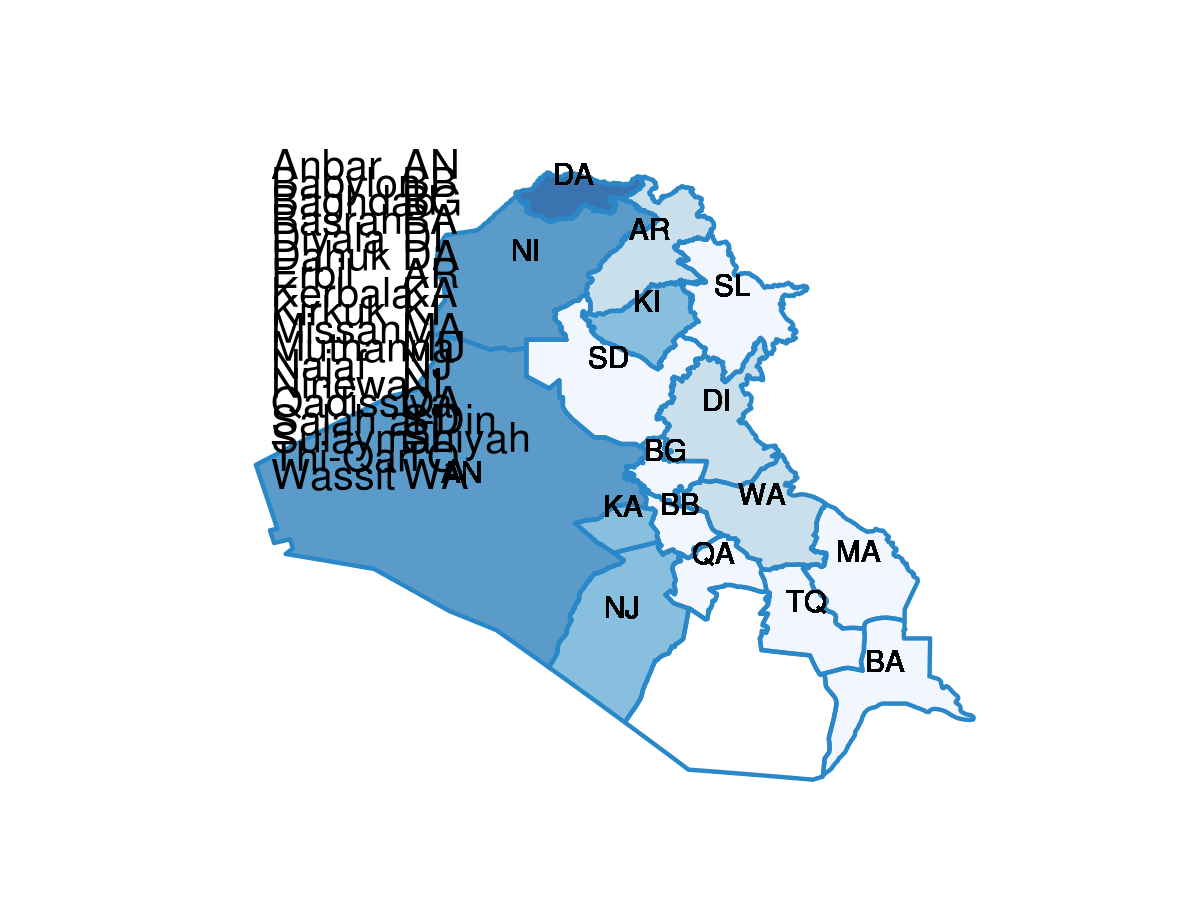 Anbar AN
Babylon BB
Baghdad BG
Basrah BA
Diyala DI
Dahuk DA
Erbil AR
Kerbala KA
Kirkuk KI
Missan MA
Muthanna MU
Najaf NJ
Ninewa NI
Qadissiya QA
Salah ad-Din
Sulaymaniyah SL
Thi-Qar TQ
Wassit WA
DA
AR
NI
SL
KI
SD
DI
BG
AN
WA
KA
BB
QA
MA
TQ
NJ
BA